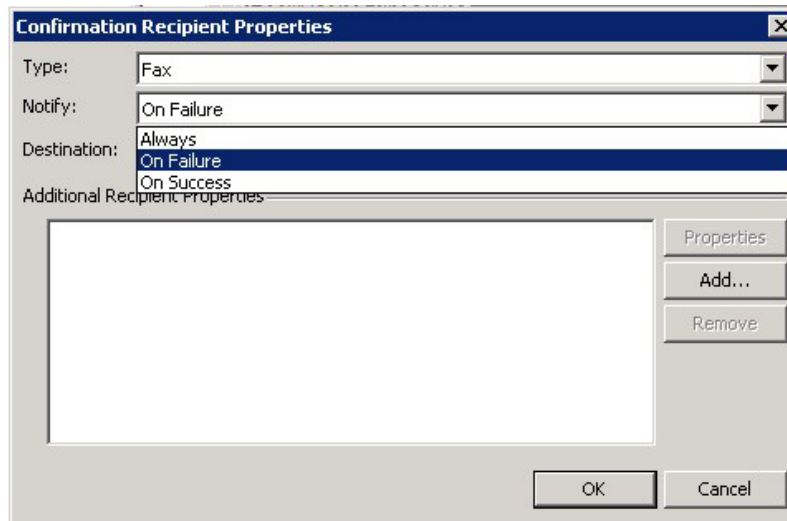 Confirmation Recipient Properties
Type: Fax
Notify: On Failure
Always
Destination: On Failure
On Success
Additional Recipient Properties
Properties
Add...
Remove
OK Cancel